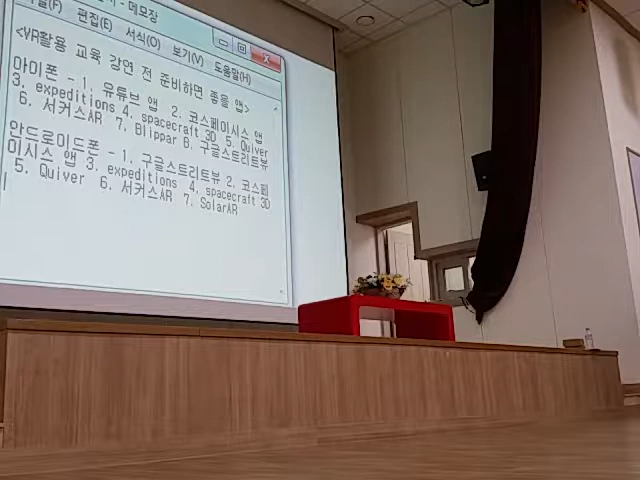 - 메모장
편집(E) 서식(O) 보기(V) 도움말(H)
<VR활용 교육 강연 전 준비하면 좋을 앱>
아이폰 - 1. 유튜브 앱 2. 코스페이시스 앱
3. expeditions 4. spacecraft 3D 5. Quiver
6. 서커스AR 7. Blippar 8. 구글스트리트뷰
안드로이드폰 - 1. 구글스트리트뷰 2. 코스페
이시스 앱 3. expeditions 4. spacecraft 3D
5. Quiver 6. 서커스AR 7. SolarAR